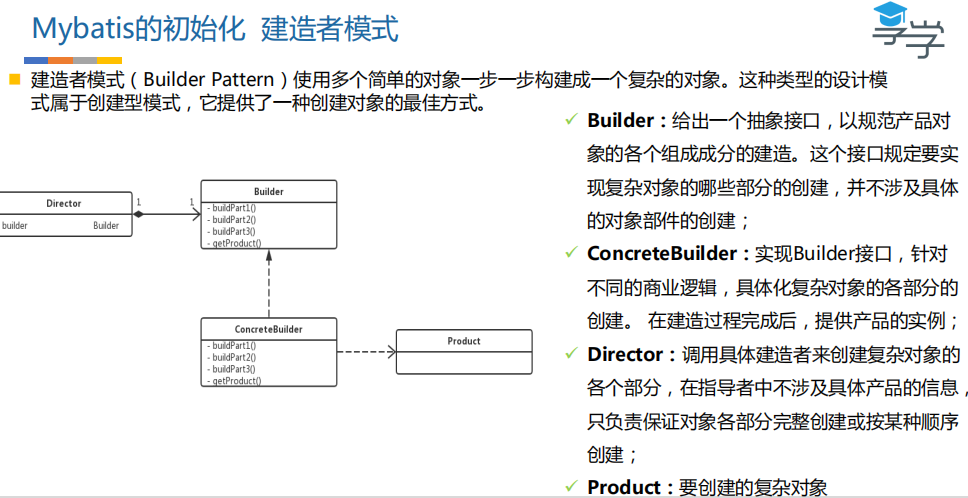 Mybatis的初始化 建造者模式
享学
建造者模式（Builder Pattern）使用多个简单的对象一步一步构建成一个复杂的对象。这种类型的设计模
式属于创建型模式，它提供了一种创建对象的最佳方式。
Director
1
1
builder
Builder
Builder
- buildPart1()
- buildPart2()
- buildPart3()
- getProduct()
ConcreteBuilder
- buildPart1()
- buildPart2()
- buildPart3()
- getProduct()
Product
Builder：给出一个抽象接口，以规范产品对
象的各个组成成分的建造。这个接口规定要实
现复杂对象的哪些部分的创建，并不涉及具体
的对象部件的创建；
ConcreteBuilder：实现Builder接口，针对
不同的商业逻辑，具体化复杂对象的各部分的
创建。 在建造过程完成后，提供产品的实例；
Director：调用具体建造者来创建复杂对象的
各个部分，在指导者中不涉及具体产品的信息，
只负责保证对象各部分完整创建或按某种顺序
创建；
Product：要创建的复杂对象